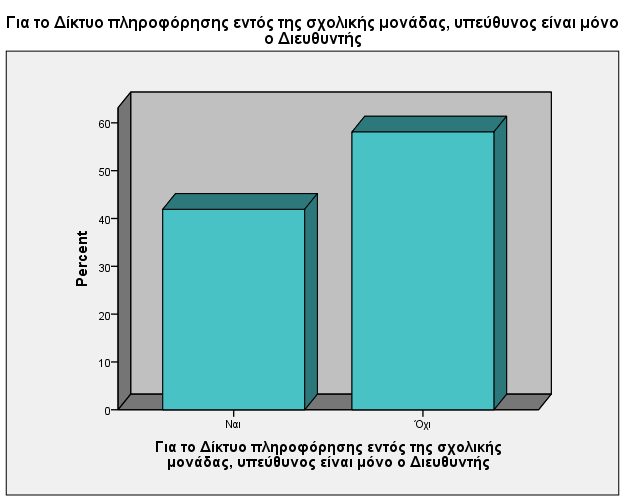 Για το Δίκτυο πληροφόρησης εντός της σχολικής μονάδας, υπεύθυνος είναι μόνο
ο Διευθυντής
60
50
40
30
20
10
0
Percent
Ναι
Όχι
Για το Δίκτυο πληροφόρησης εντός της σχολικής
μονάδας, υπεύθυνος είναι μόνο ο Διευθυντής